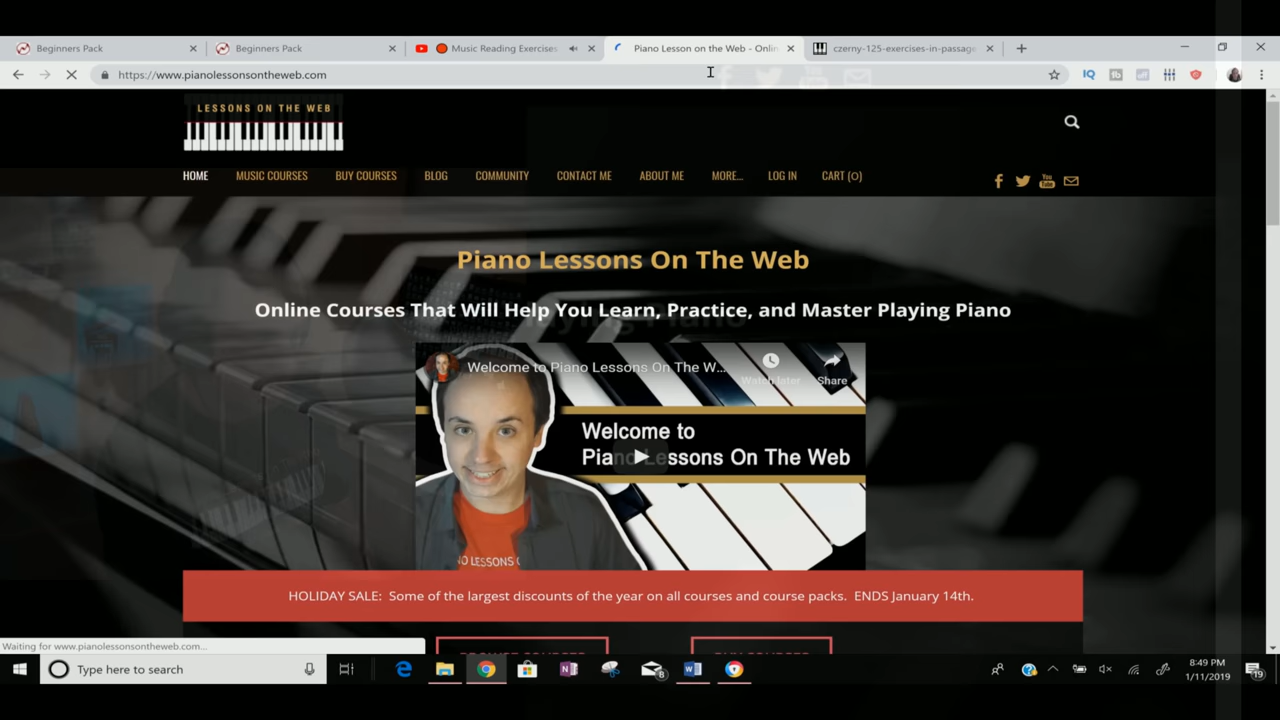 Beginners Pack
Beginners Pack
Music Reading Exercises
Piano Lesson on the Web - Onlin
czerny-125-exercises-in-passage
https://www.pianolessonsontheweb.com
LESSONS ON THE WEB
HOME MUSIC COURSES BUY COURSES BLOG COMMUNITY CONTACT ME ABOUT ME MORE... LOG IN CART (0)
You Tube
Piano Lessons On The Web
Online Courses That Will Help You Learn, Practice, and Master Playing Piano
Welcome to Piano Lessons On The W...
Watch later Share
Welcome to
Piano Lessons On The Web
NO LESSONS
HOLIDAY SALE: Some of the largest discounts of the year on all courses and course packs. ENDS January 14th.
Waiting for www.pianolessonsontheweb.com...
Type here to search
8
8:49 PM
1/11/2019
19